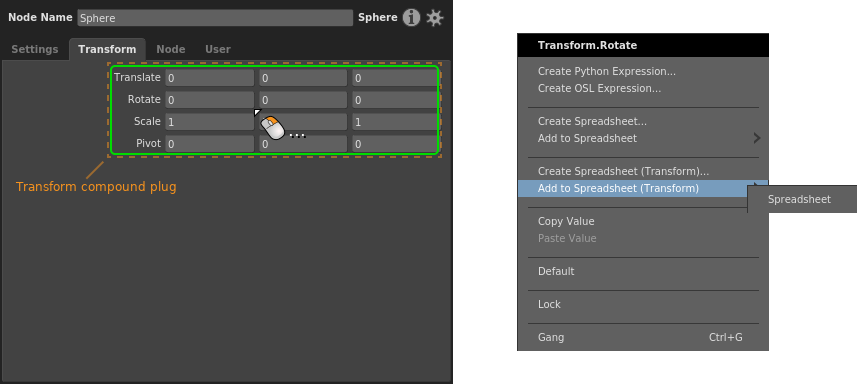 Node Name Sphere Sphere
Settings Transform Node User
Translate 0 0 0
Rotate 0 0 0
Scale 1 1
Pivot 0 0 0
Transform compound plug
Transform.Rotate
Create Python Expression...
Create OSL Expression...
Create Spreadsheet...
Add to Spreadsheet
Create Spreadsheet (Transform)...
Add to Spreadsheet (Transform)
Spreadsheet
Copy Value
Paste Value
Default
Lock
Gang Ctrl+G